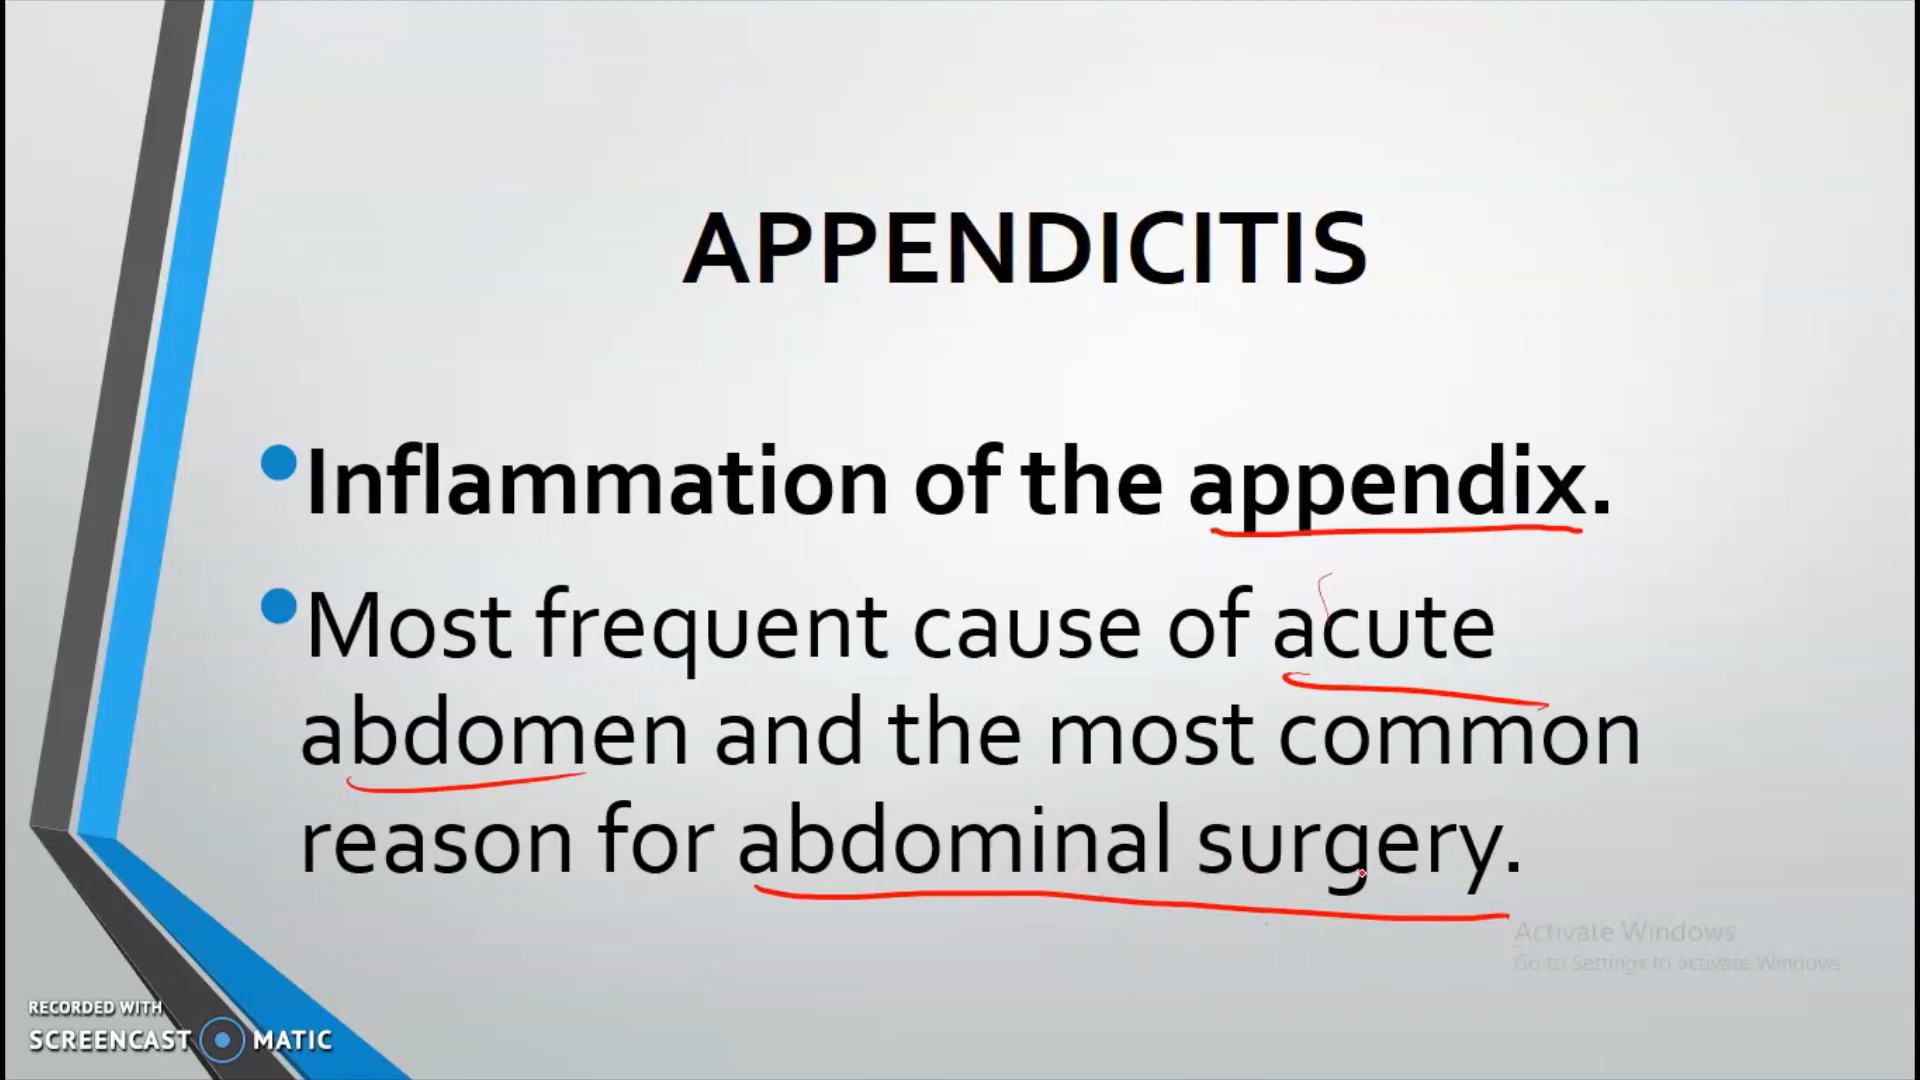 APPENDICITIS
•Inflammation of the appendix.
•Most frequent cause of acute
abdomen and the most common
reason for abdominal surgery.
Activate Windows
Go to Settings to activate Windows.
RECORDED WITH
SCREENCAST MATIC